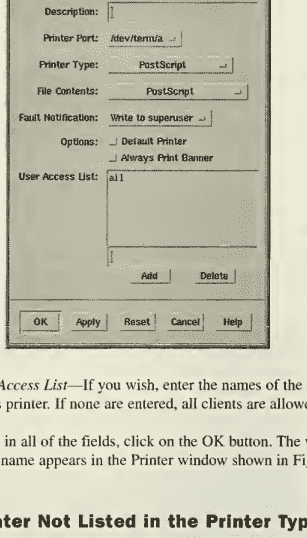 Description:
Printer Port: /dev/term/a
Printer Type: PostScript
File Contents: PostScript
Fault Notification: Write to superuser
Options: Default Printer
Always Print Banner
User Access List: all
Add Delete
OK Apply Reset Cancel Help
Access List—If you wish, enter the names of the
s printer. If none are entered, all clients are allowe
in all of the fields, click on the OK button. The
name appears in the Printer window shown in Fi
nter Not Listed in the Printer Typ